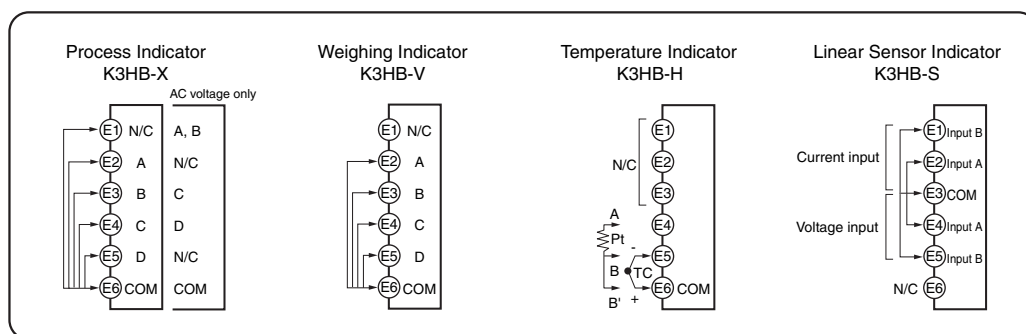 Process Indicator
K3HB-X
AC voltage only
E1 N/C A, B
E2 A N/C
E3 B C
E4 C D
E5 D N/C
E6 COM COM
Weighing Indicator
K3HB-V
E1 N/C
E2 A
E3 B
E4 C
E5 D
E6 COM
Temperature Indicator
K3HB-H
E1
N/C E2
E3
A E4
Pt
- E5
B TC
B' + E6 COM
Linear Sensor Indicator
K3HB-S
E1 Input B
Current input E2 Input A
E3 COM
Voltage input E4 Input A
E5 Input B
N/C E6